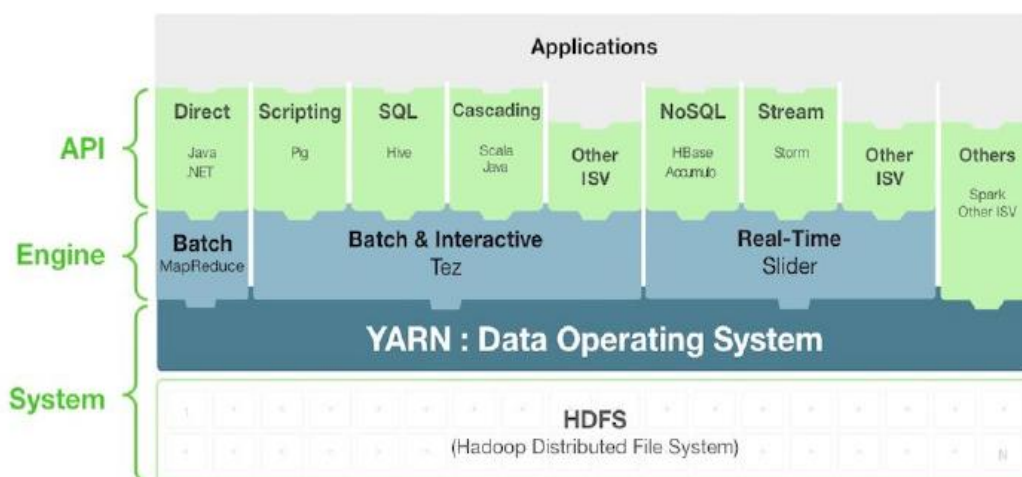 Applications
API
Direct
Java
.NET
Scripting
Pig
SQL
Hive
Cascading
Scala
Java
Other
ISV
NoSQL
HBase
Accumulo
Stream
Storm
Other
ISV
Others
Spark
Other ISV
Engine
Batch
MapReduce
Batch & Interactive
Tez
Real-Time
Slider
System
YARN : Data Operating System
1
HDFS
(Hadoop Distributed File System)
N